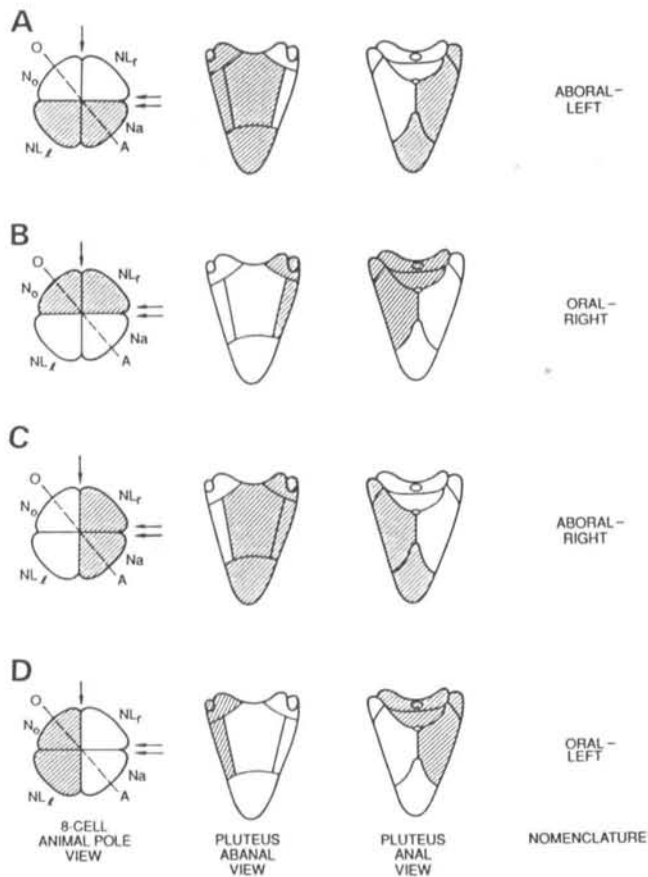 A
O
NLr
No
Na
NLℓ
A
ABORAL–
LEFT
B
O
NLr
No
Na
NLℓ
A
ORAL–
RIGHT
C
O
NLr
No
Na
NLℓ
A
ABORAL–
RIGHT
D
O
NLr
No
Na
NLℓ
A
ORAL–
LEFT
8-CELL
ANIMAL POLE
VIEW
PLUTEUS
ABANAL
VIEW
PLUTEUS
ANAL
VIEW
NOMENCLATURE